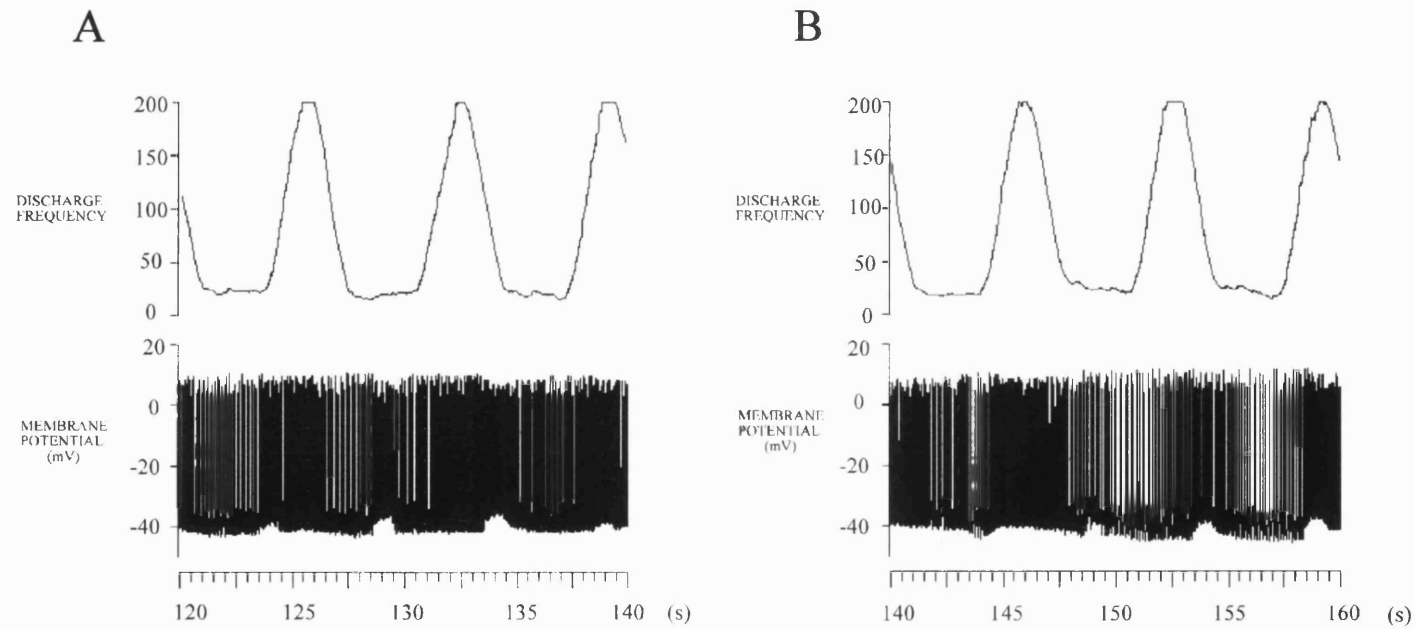 A
200
150
100
50
0
DISCHARGE
FREQUENCY
20
0
-20
-40
MEMBRANE
POTENTIAL
(mV)
120 125 130 135 140 (s)
B
200
150
100
50
0
DISCHARGE
FREQUENCY
20
0
-20
-40
MEMBRANE
POTENTIAL
(mV)
140 145 150 155 160 (s)